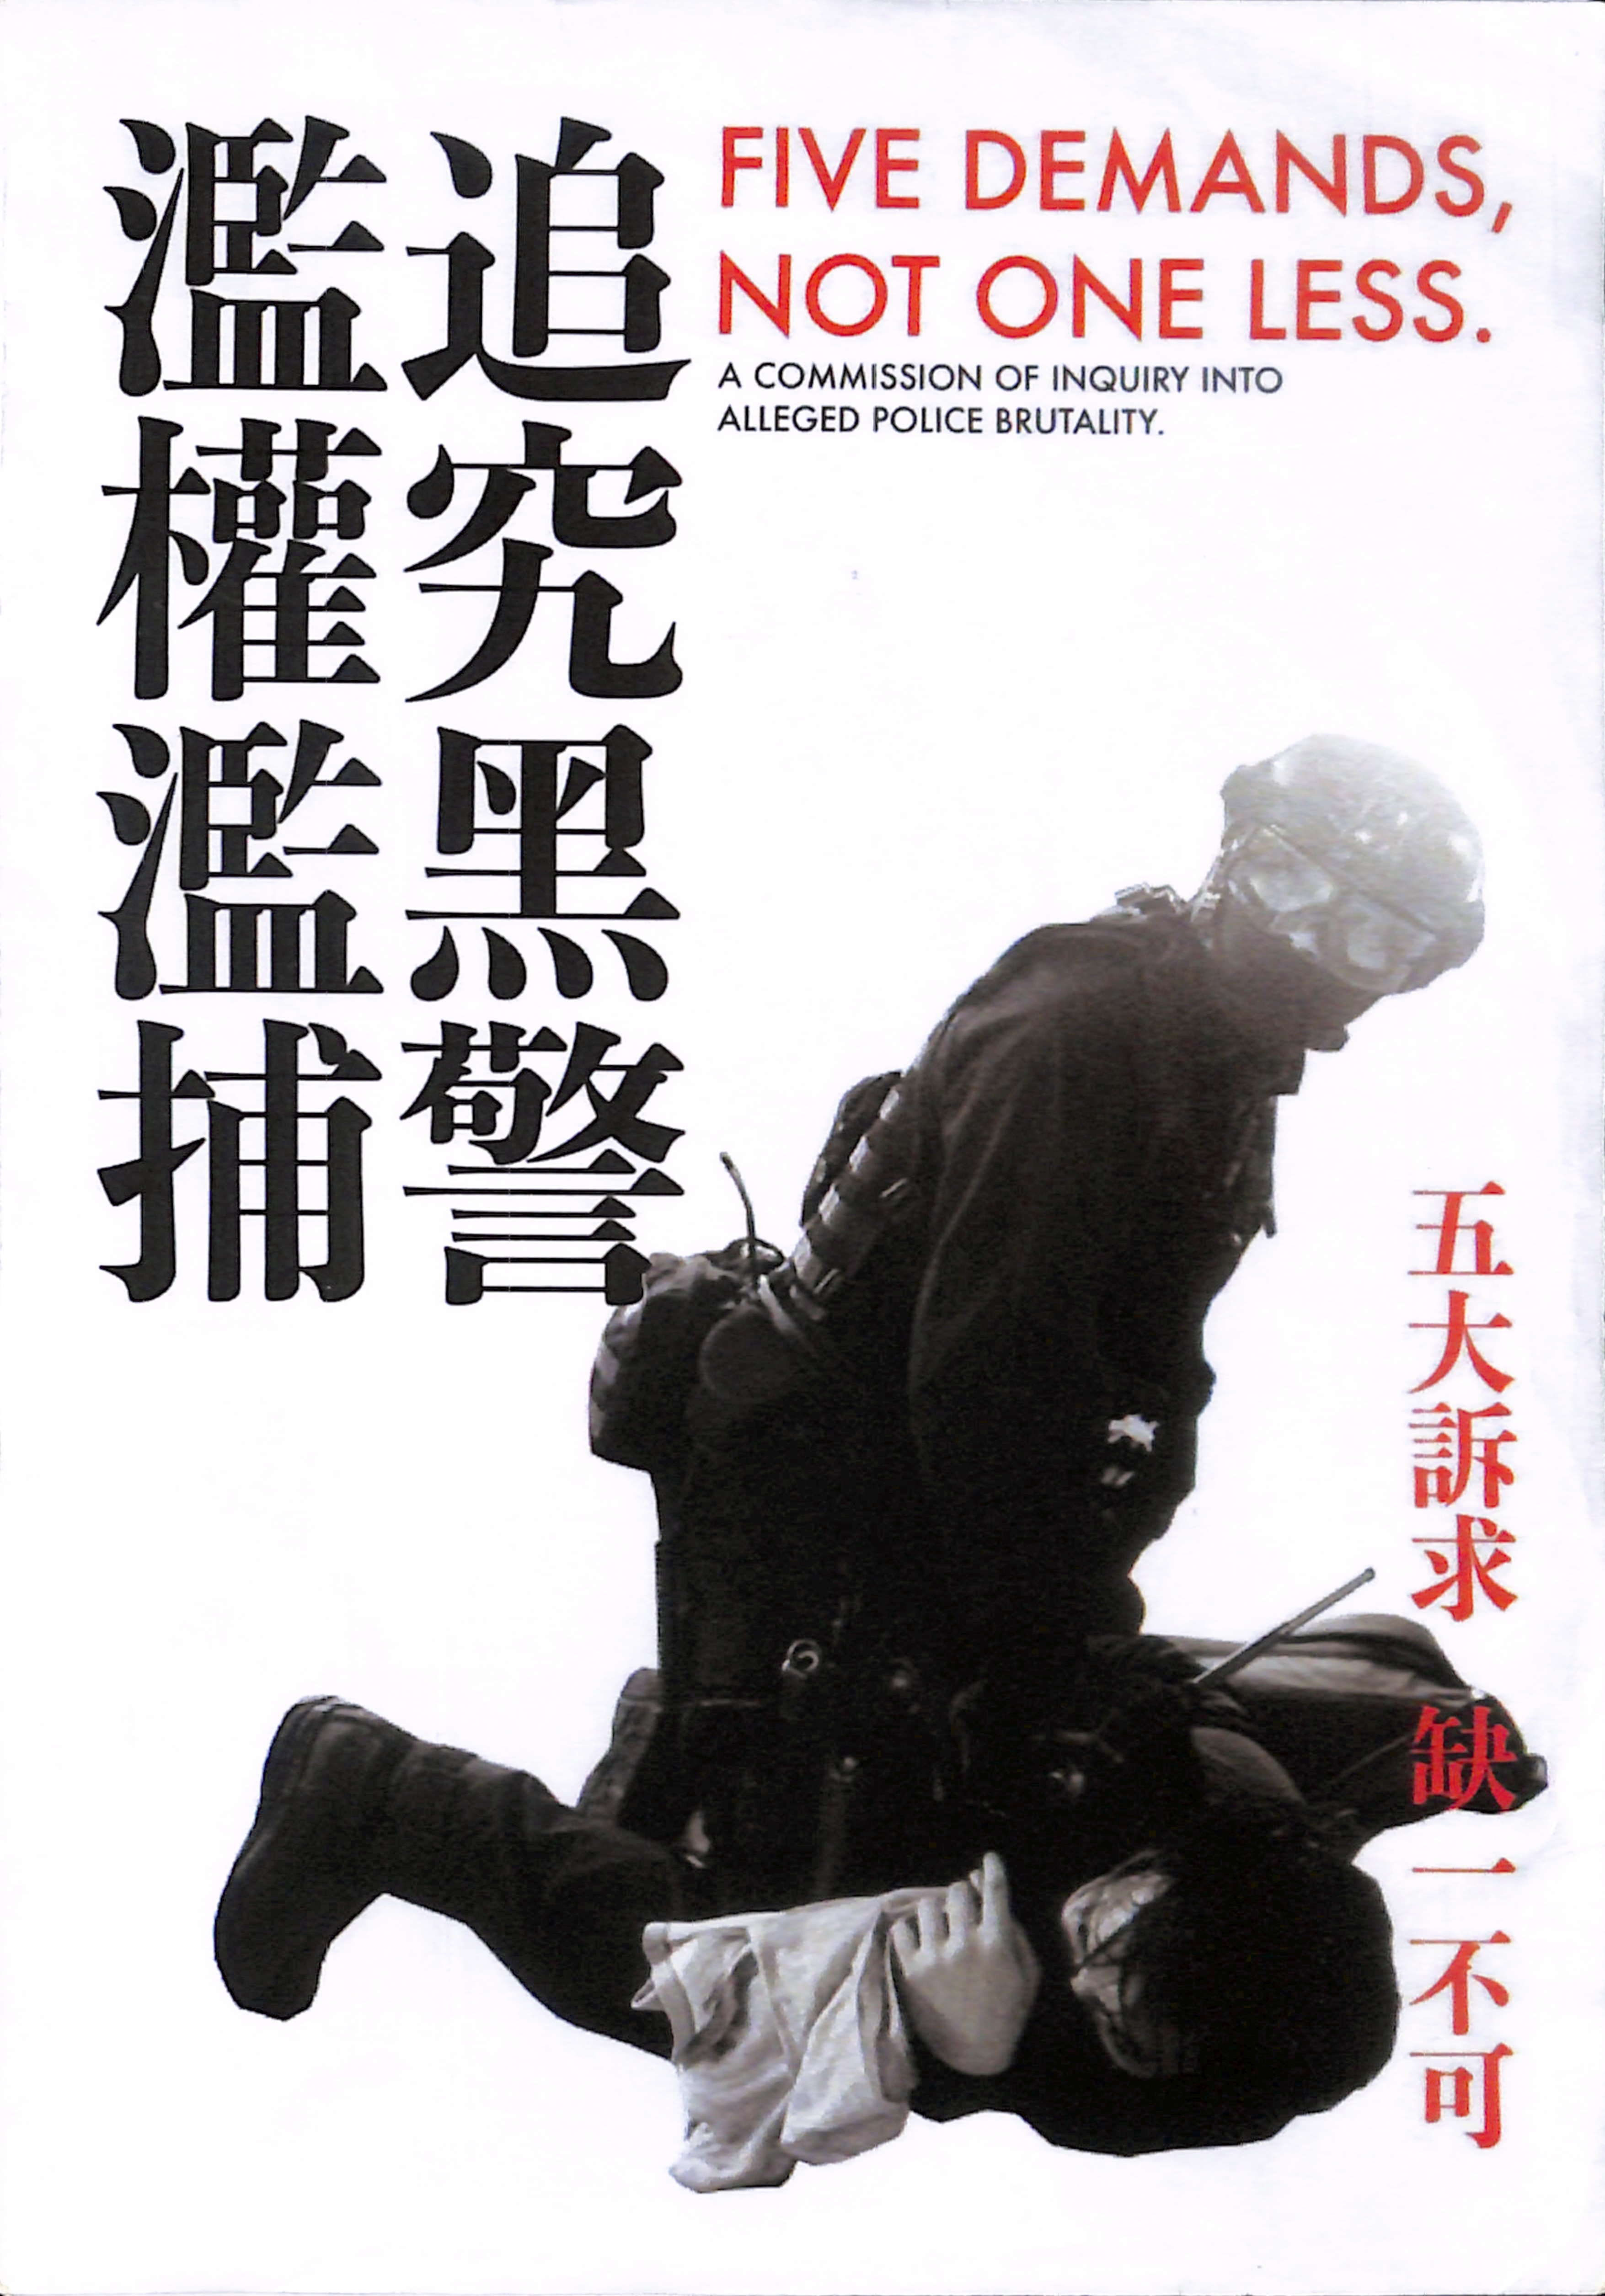 追究黑警
濫權濫捕
FIVE DEMANDS,
NOT ONE LESS.
A COMMISSION OF INQUIRY INTO
ALLEGED POLICE BRUTALITY.
五大訴求 缺一不可